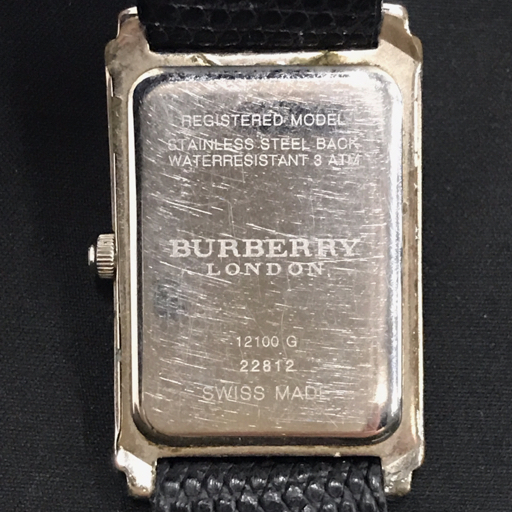 REGISTERED MODEL
STAINLESS STEEL BACK
WATERRESISTANT 3 ATM
BURBERRY
LONDON
12100 G
22812
SWISS MADE